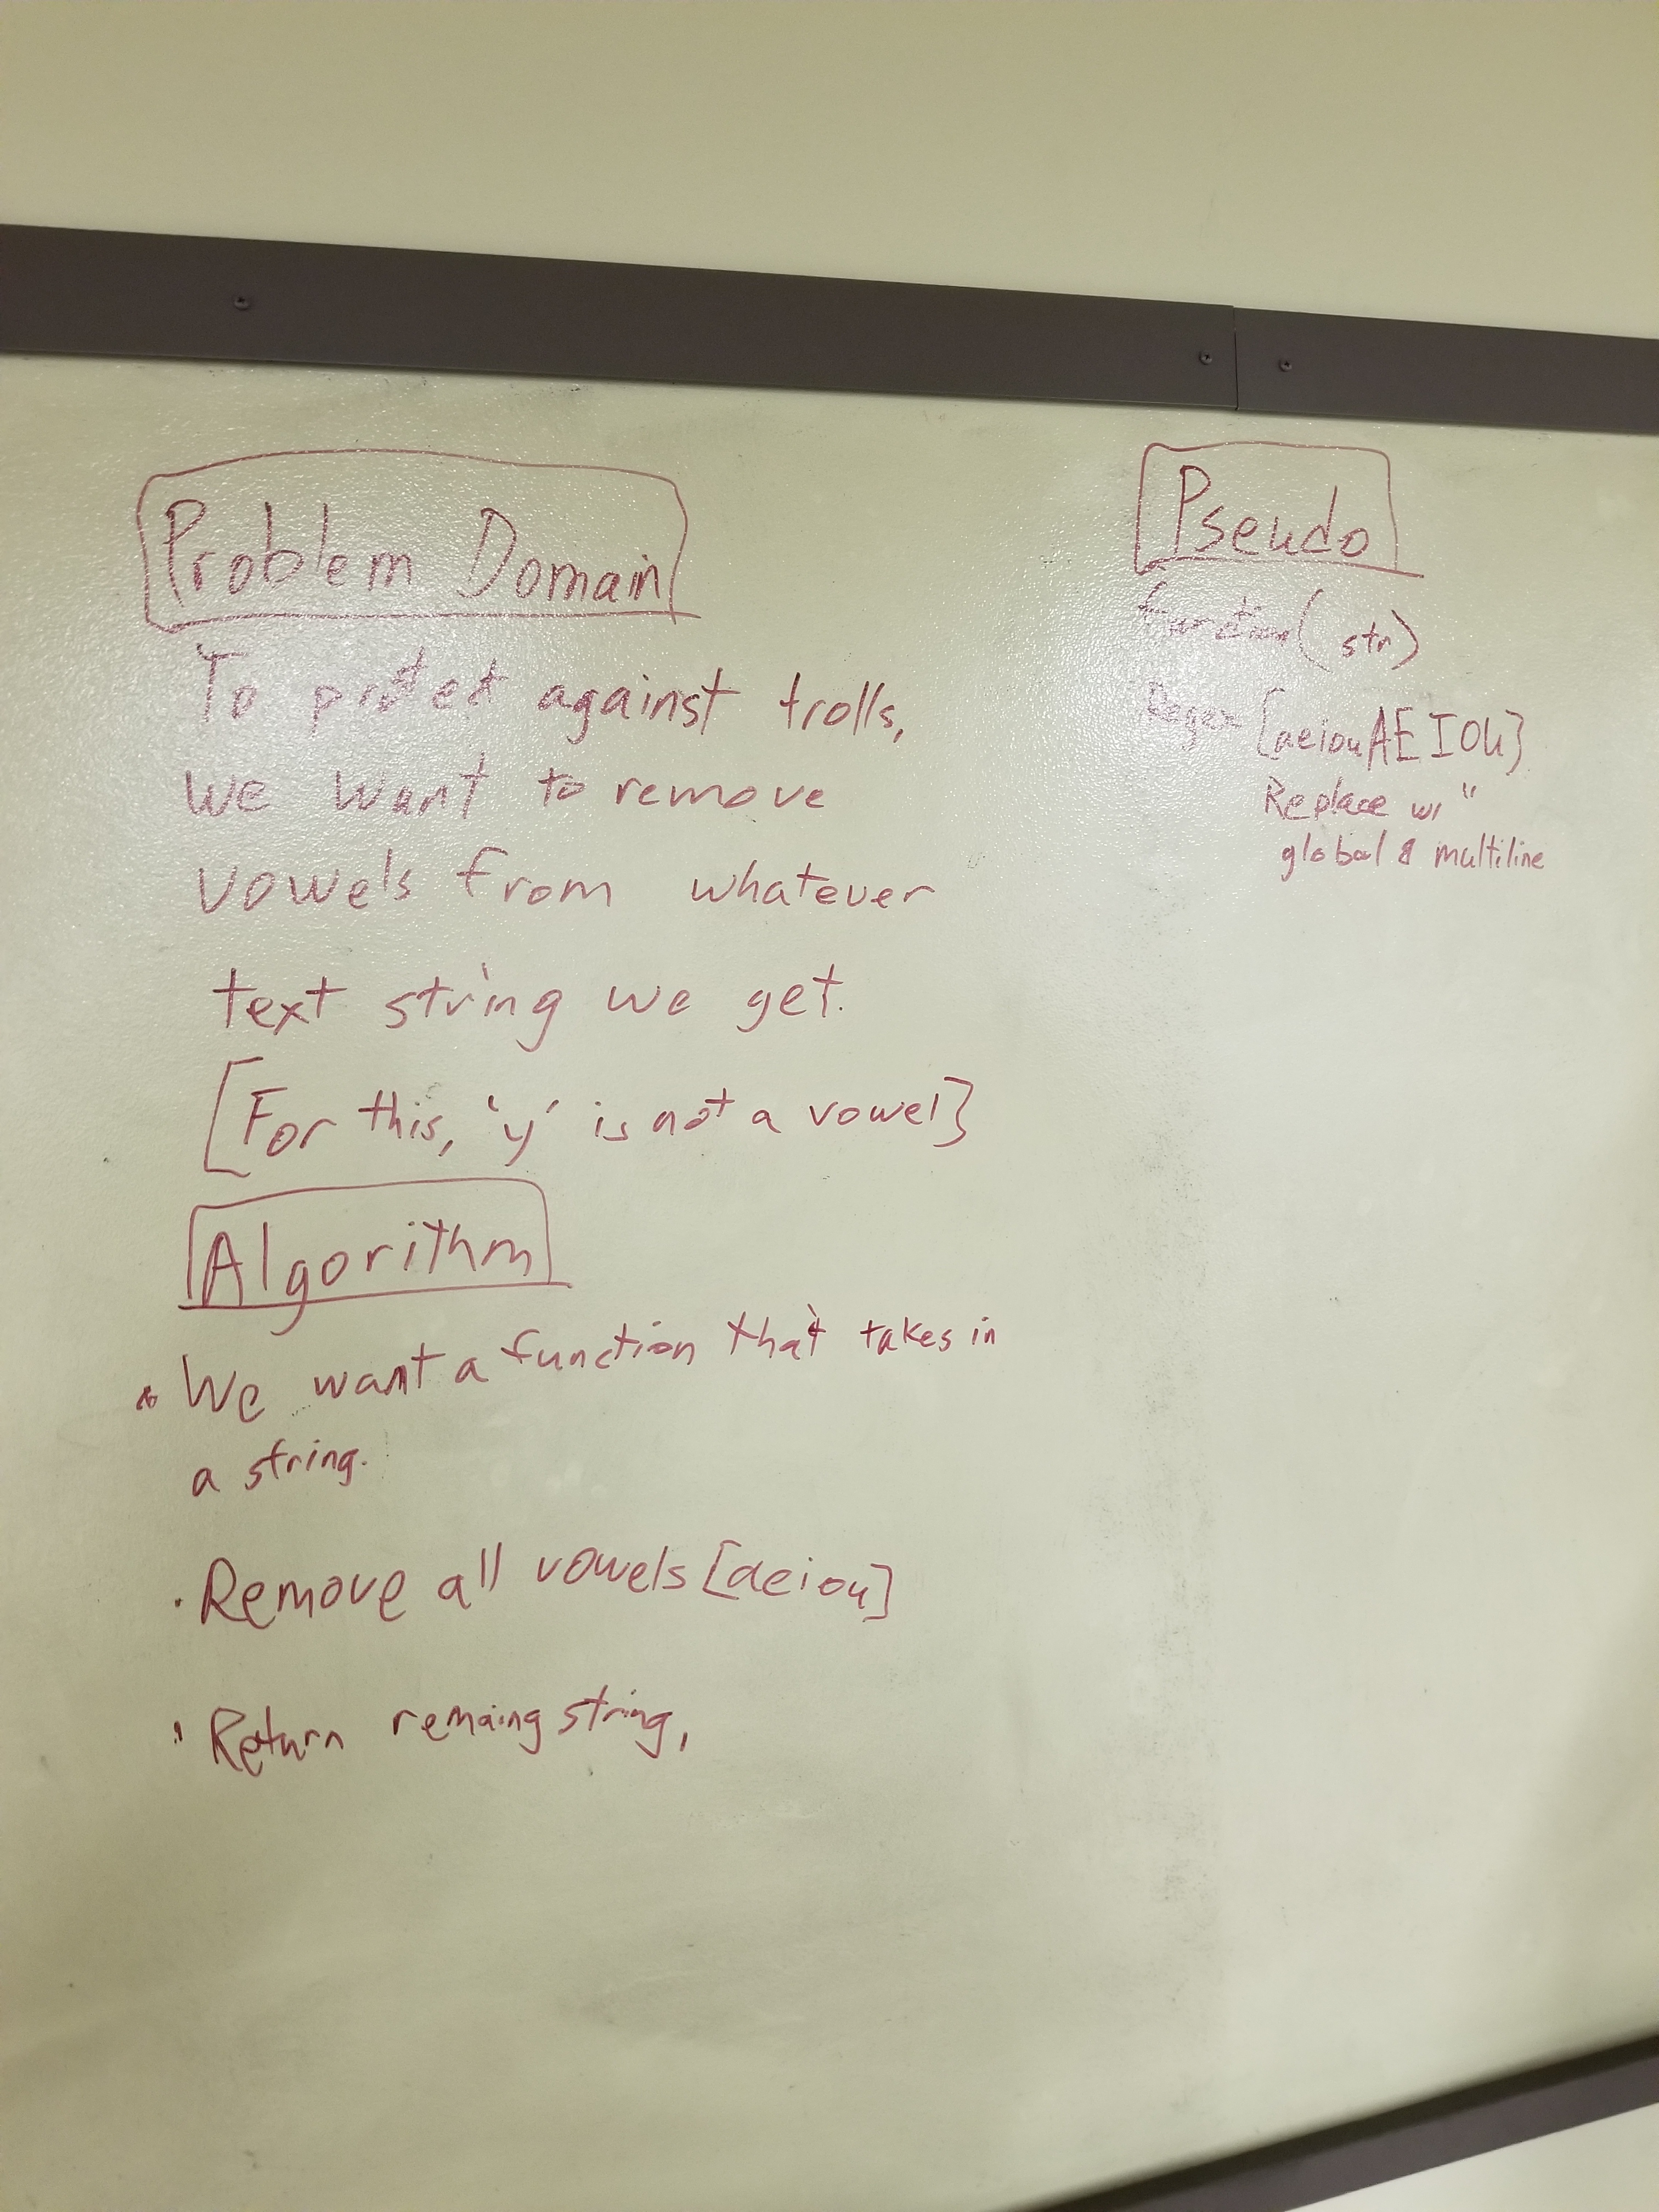 Problem Domain
To protect against trolls,
we want to remove
vowels from whatever
text string we get.
[For this, 'y' is not a vowel]
Algorithm
• We want a function that takes in
a string.
• Remove all vowels [aeiou]
• Return remaing string,
Pseudo
function( str)
Regex [aeiouAEIOU]
Replace w/ ''
global & multiline